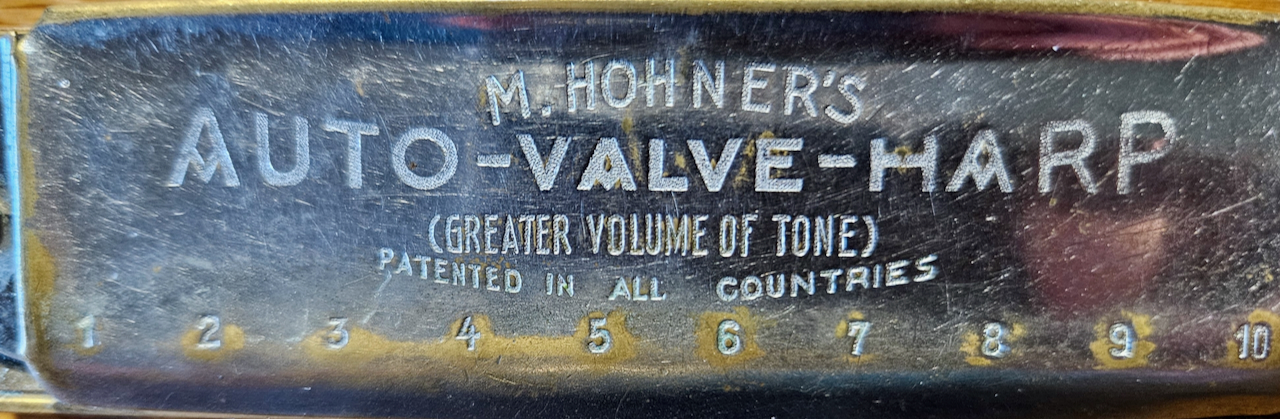 M. HOHNER'S
AUTO-VALVE-HARP
(GREATER VOLUME OF TONE)
PATENTED IN ALL COUNTRIES
1 2 3 4 5 6 7 8 9 10